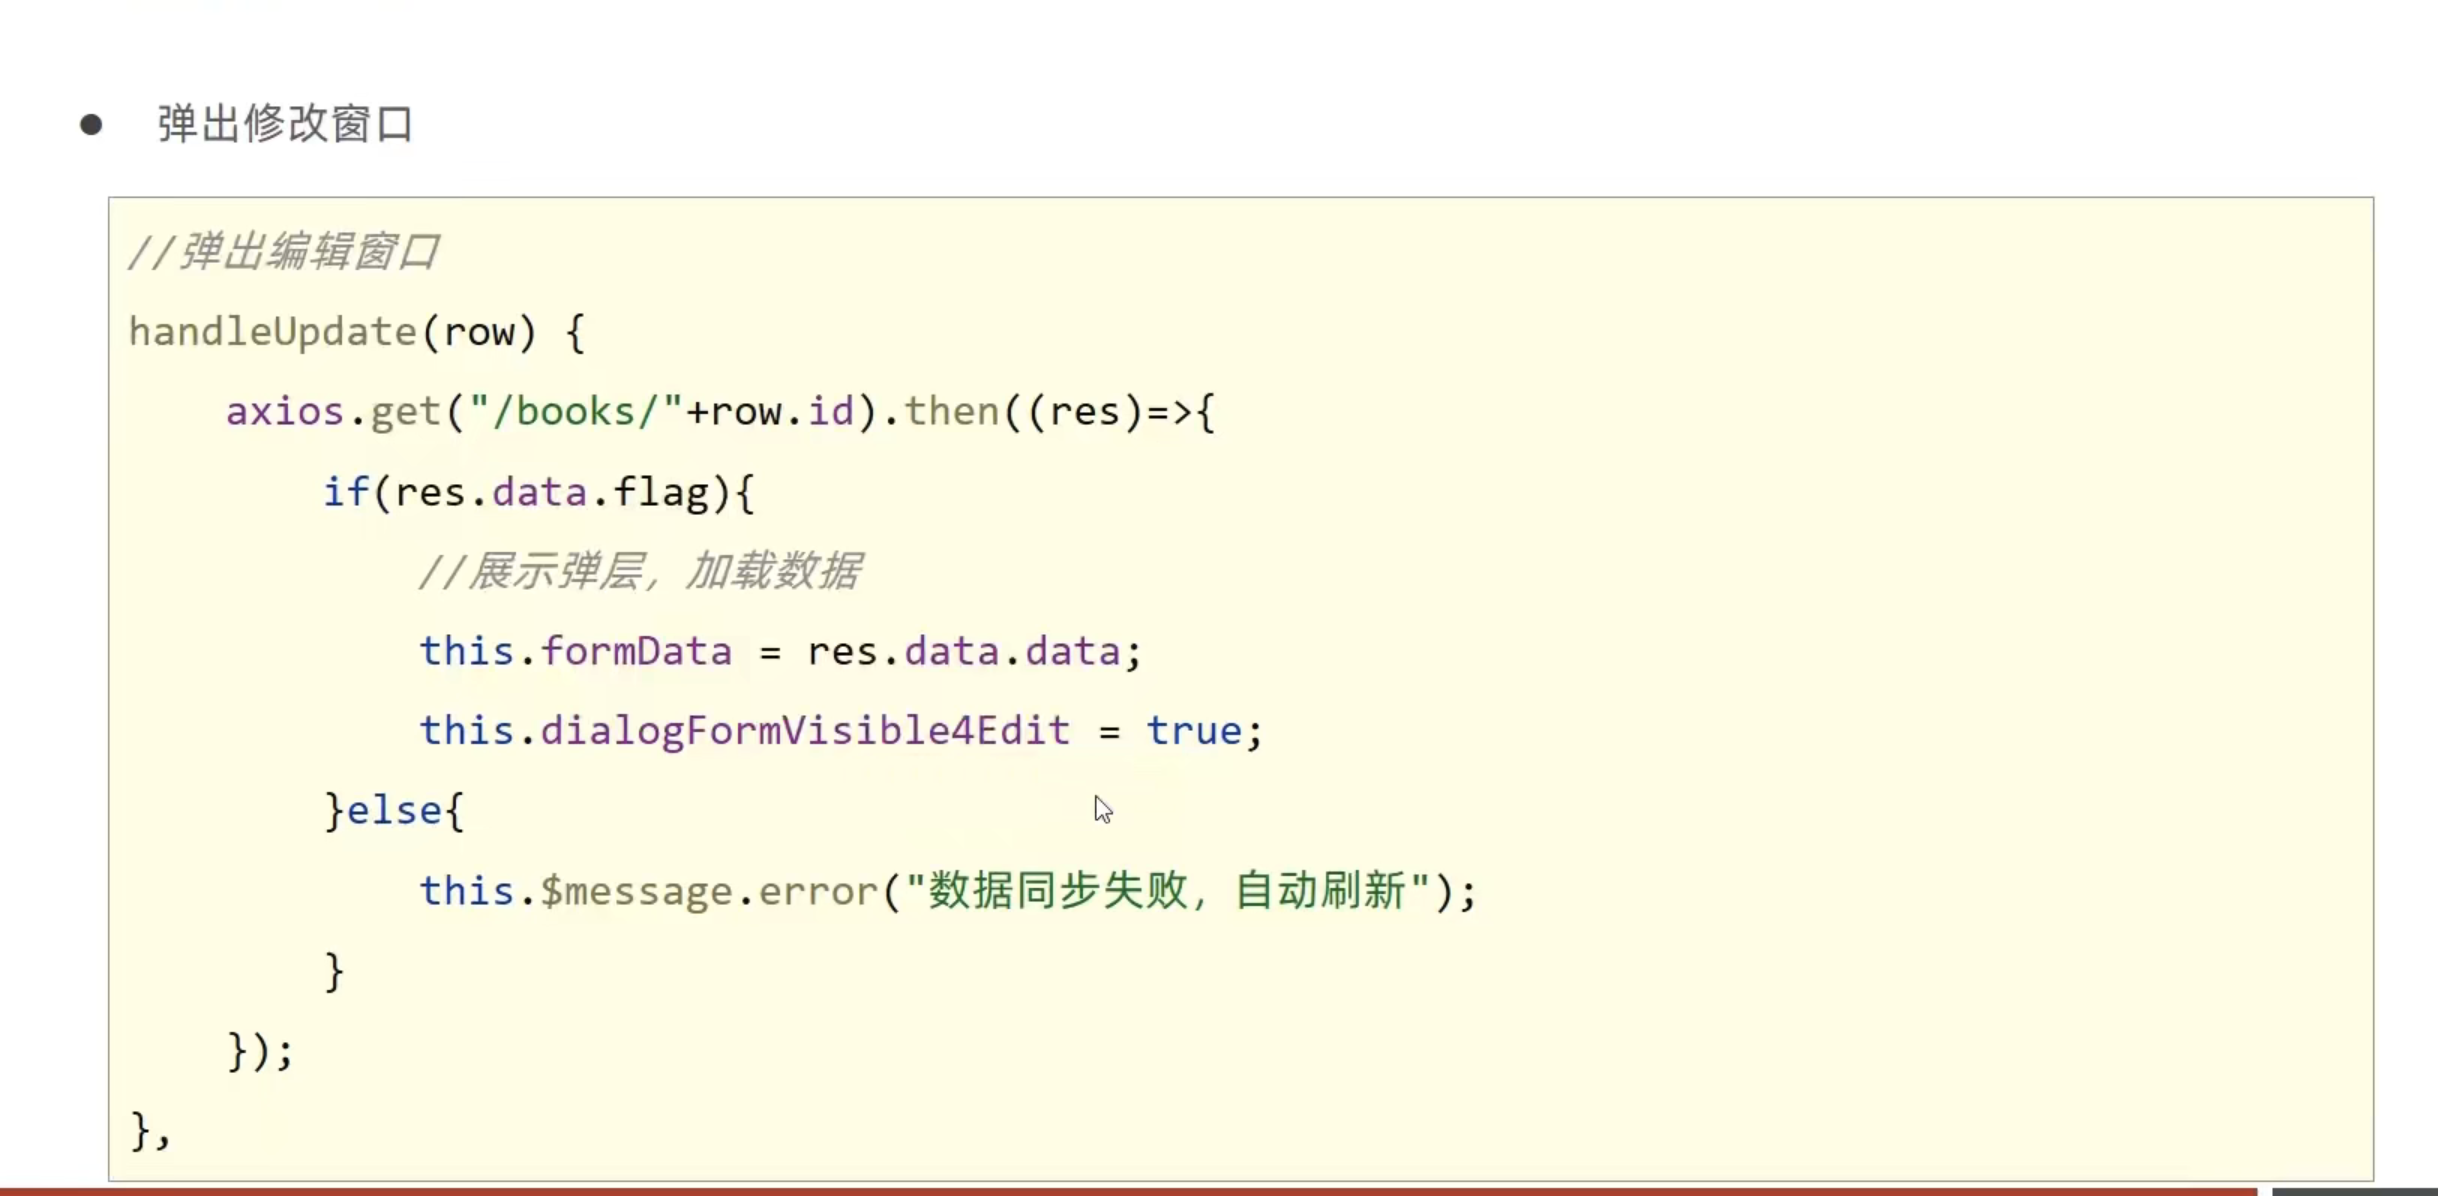 ● 弹出修改窗口
//弹出编辑窗口
handleUpdate(row) {
    axios.get("/books/"+row.id).then((res)=>{
        if(res.data.flag){
            //展示弹层，加载数据
            this.formData = res.data.data;
            this.dialogFormVisible4Edit = true;
        }else{
            this.$message.error("数据同步失败，自动刷新");
        }
    });
},